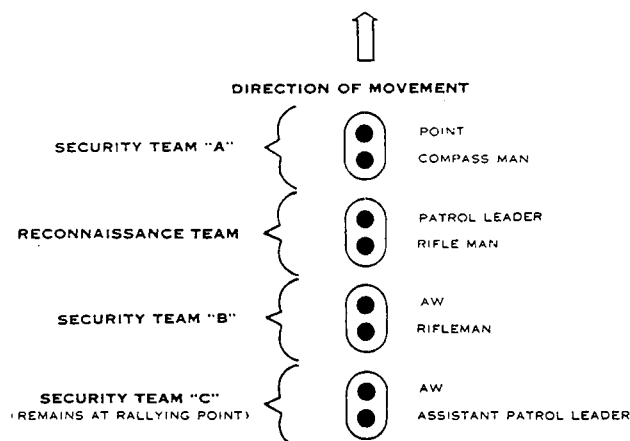 DIRECTION OF MOVEMENT
SECURITY TEAM "A"
POINT
COMPASS MAN
RECONNAISSANCE TEAM
PATROL LEADER
RIFLE MAN
SECURITY TEAM "B"
AW
RIFLEMAN
SECURITY TEAM "C"
(REMAINS AT RALLYING POINT)
AW
ASSISTANT PATROL LEADER